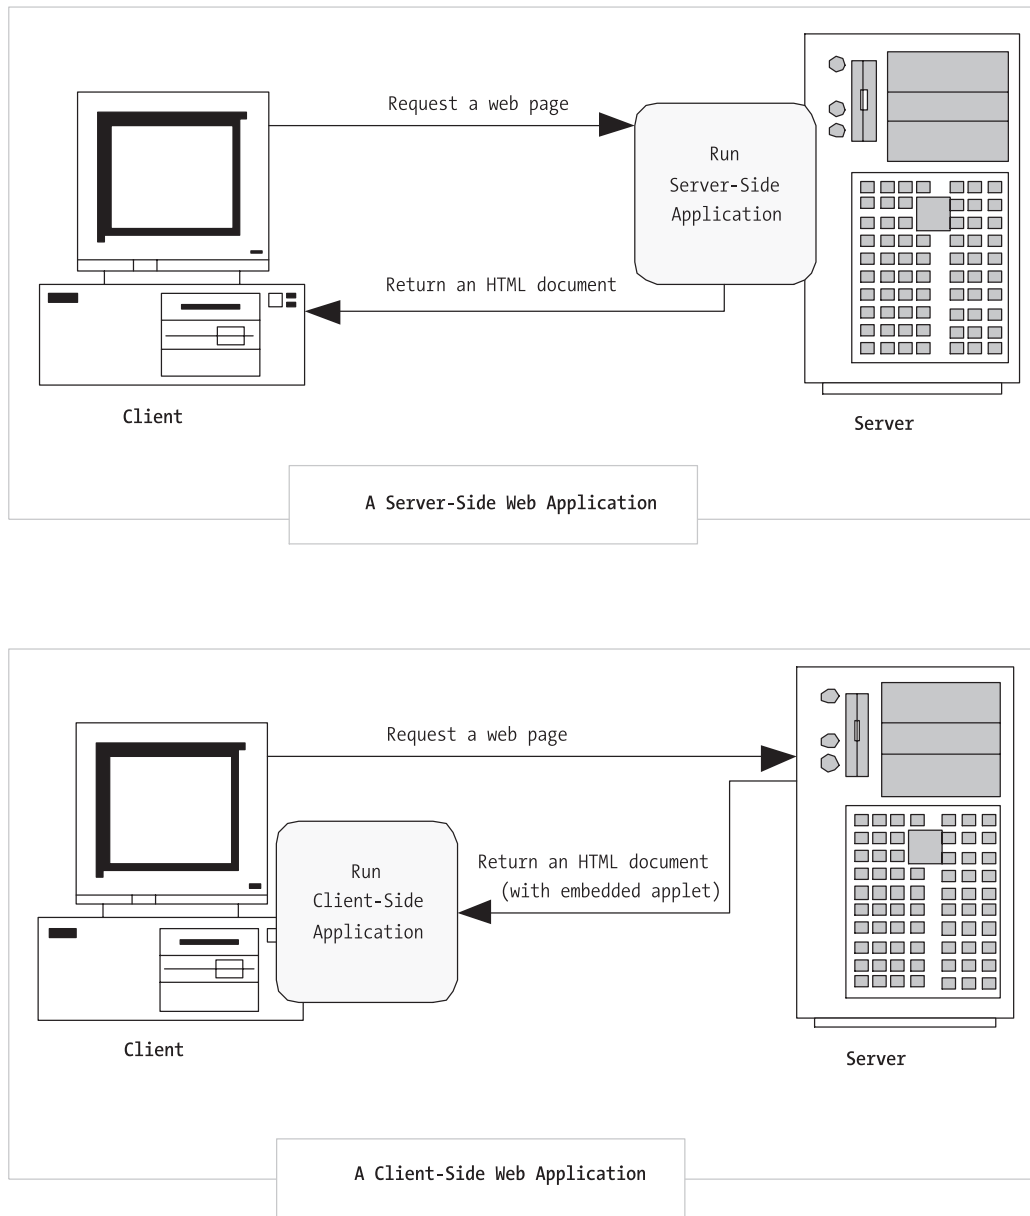 Request a web page
Run
Server-Side
Application
Return an HTML document
Client
Server
A Server-Side Web Application
Request a web page
Run
Client-Side
Application
Return an HTML document
(with embedded applet)
Client
Server
A Client-Side Web Application